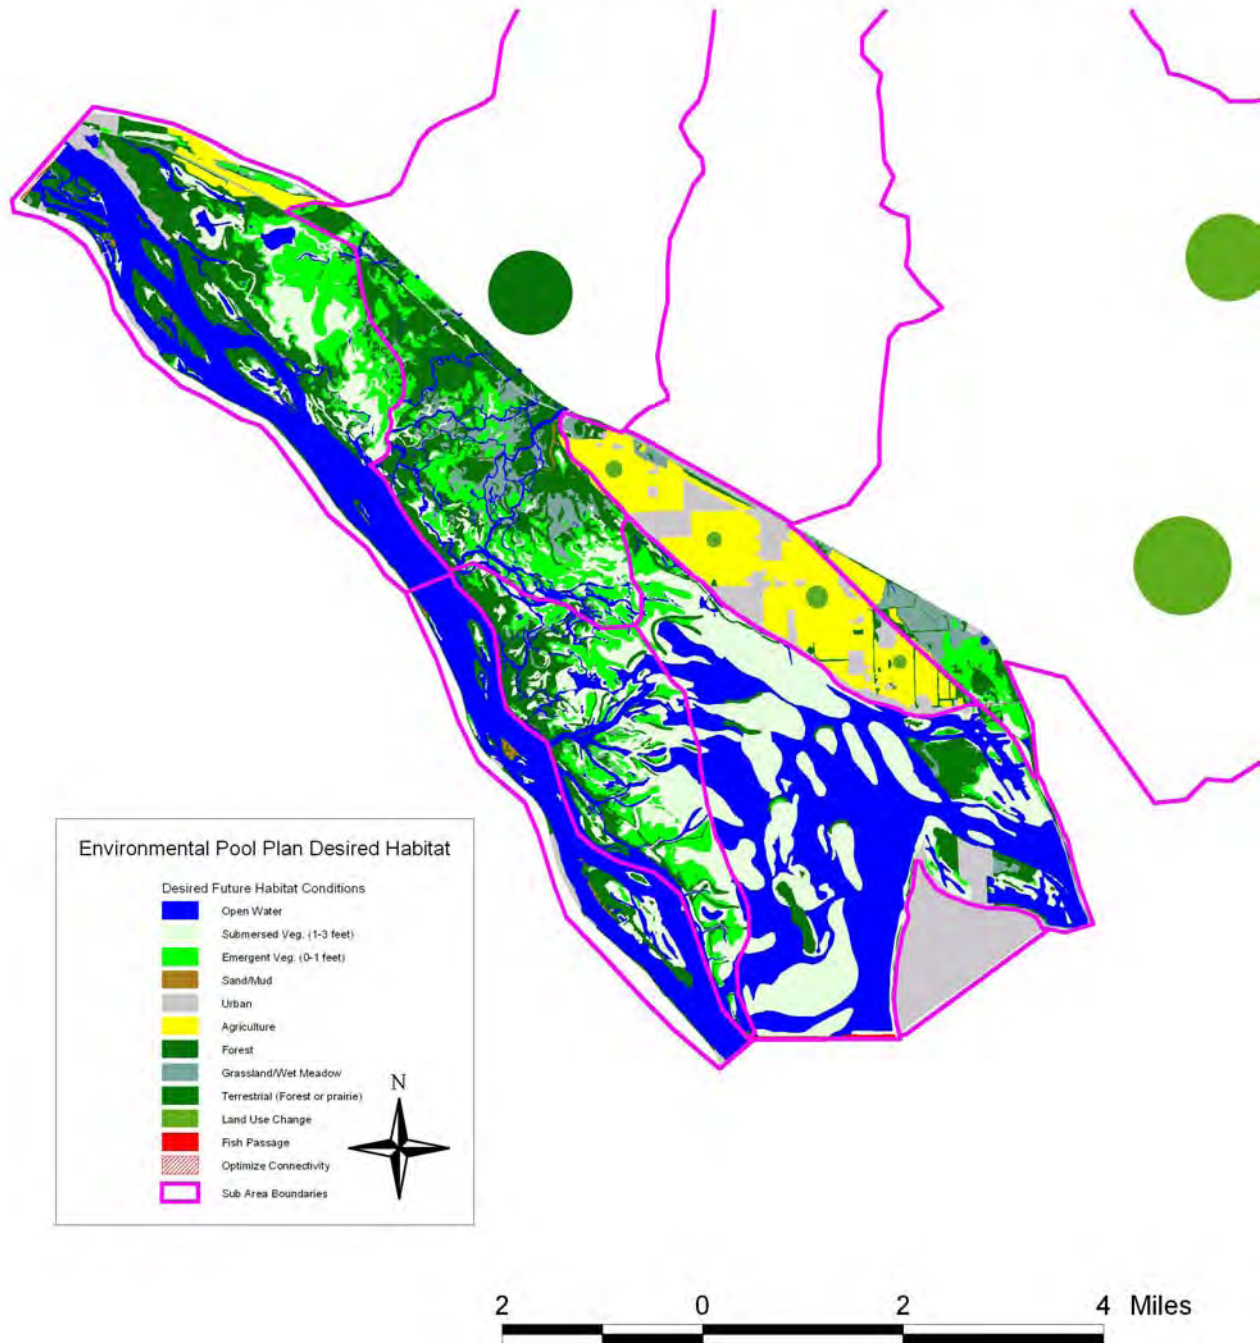 Environmental Pool Plan Desired Habitat
Desired Future Habitat Conditions
Open Water
Submersed Veg. (1-3 feet)
Emergent Veg. (0-1 feet)
Sand/Mud
Urban
Agriculture
Forest
Grassland/Wet Meadow
Terrestrial (Forest or prairie)
Land Use Change
Fish Passage
Optimize Connectivity
Sub Area Boundaries
N
2 0 2 4 Miles